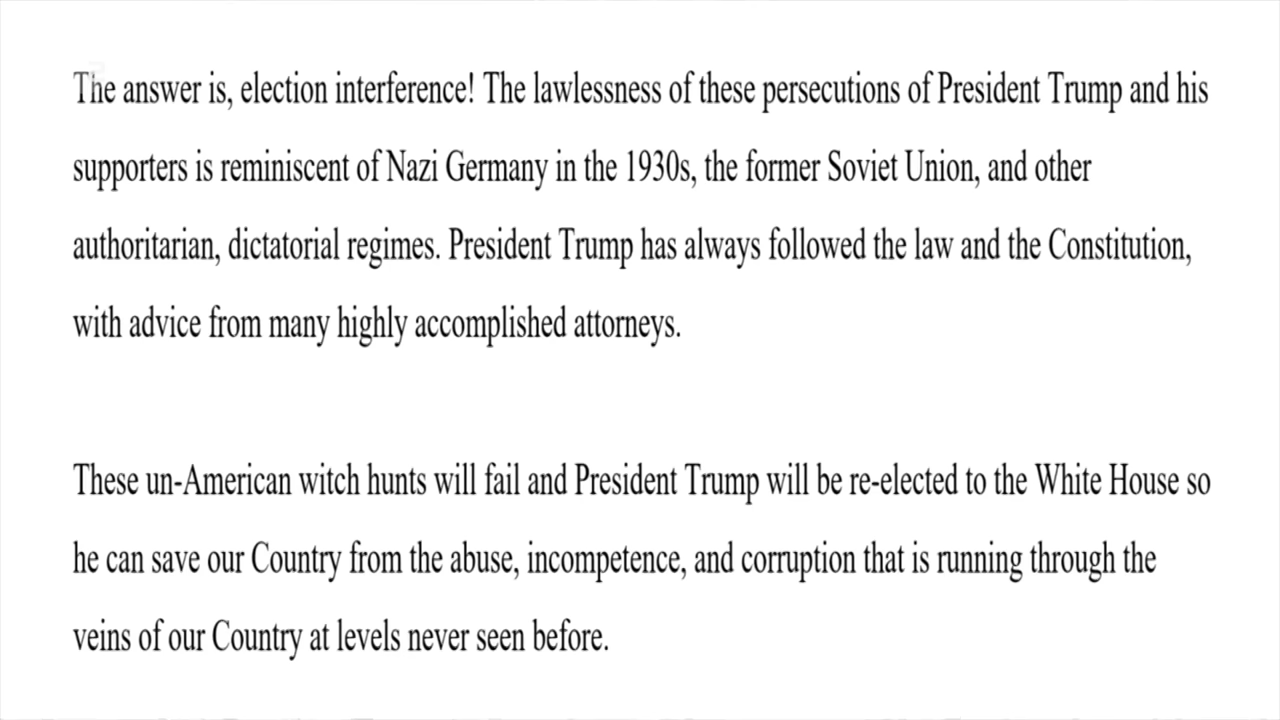 The answer is, election interference! The lawlessness of these persecutions of President Trump and his
supporters is reminiscent of Nazi Germany in the 1930s, the former Soviet Union, and other
authoritarian, dictatorial regimes. President Trump has always followed the law and the Constitution,
with advice from many highly accomplished attorneys.
These un-American witch hunts will fail and President Trump will be re-elected to the White House so
he can save our Country from the abuse, incompetence, and corruption that is running through the
veins of our Country at levels never seen before.